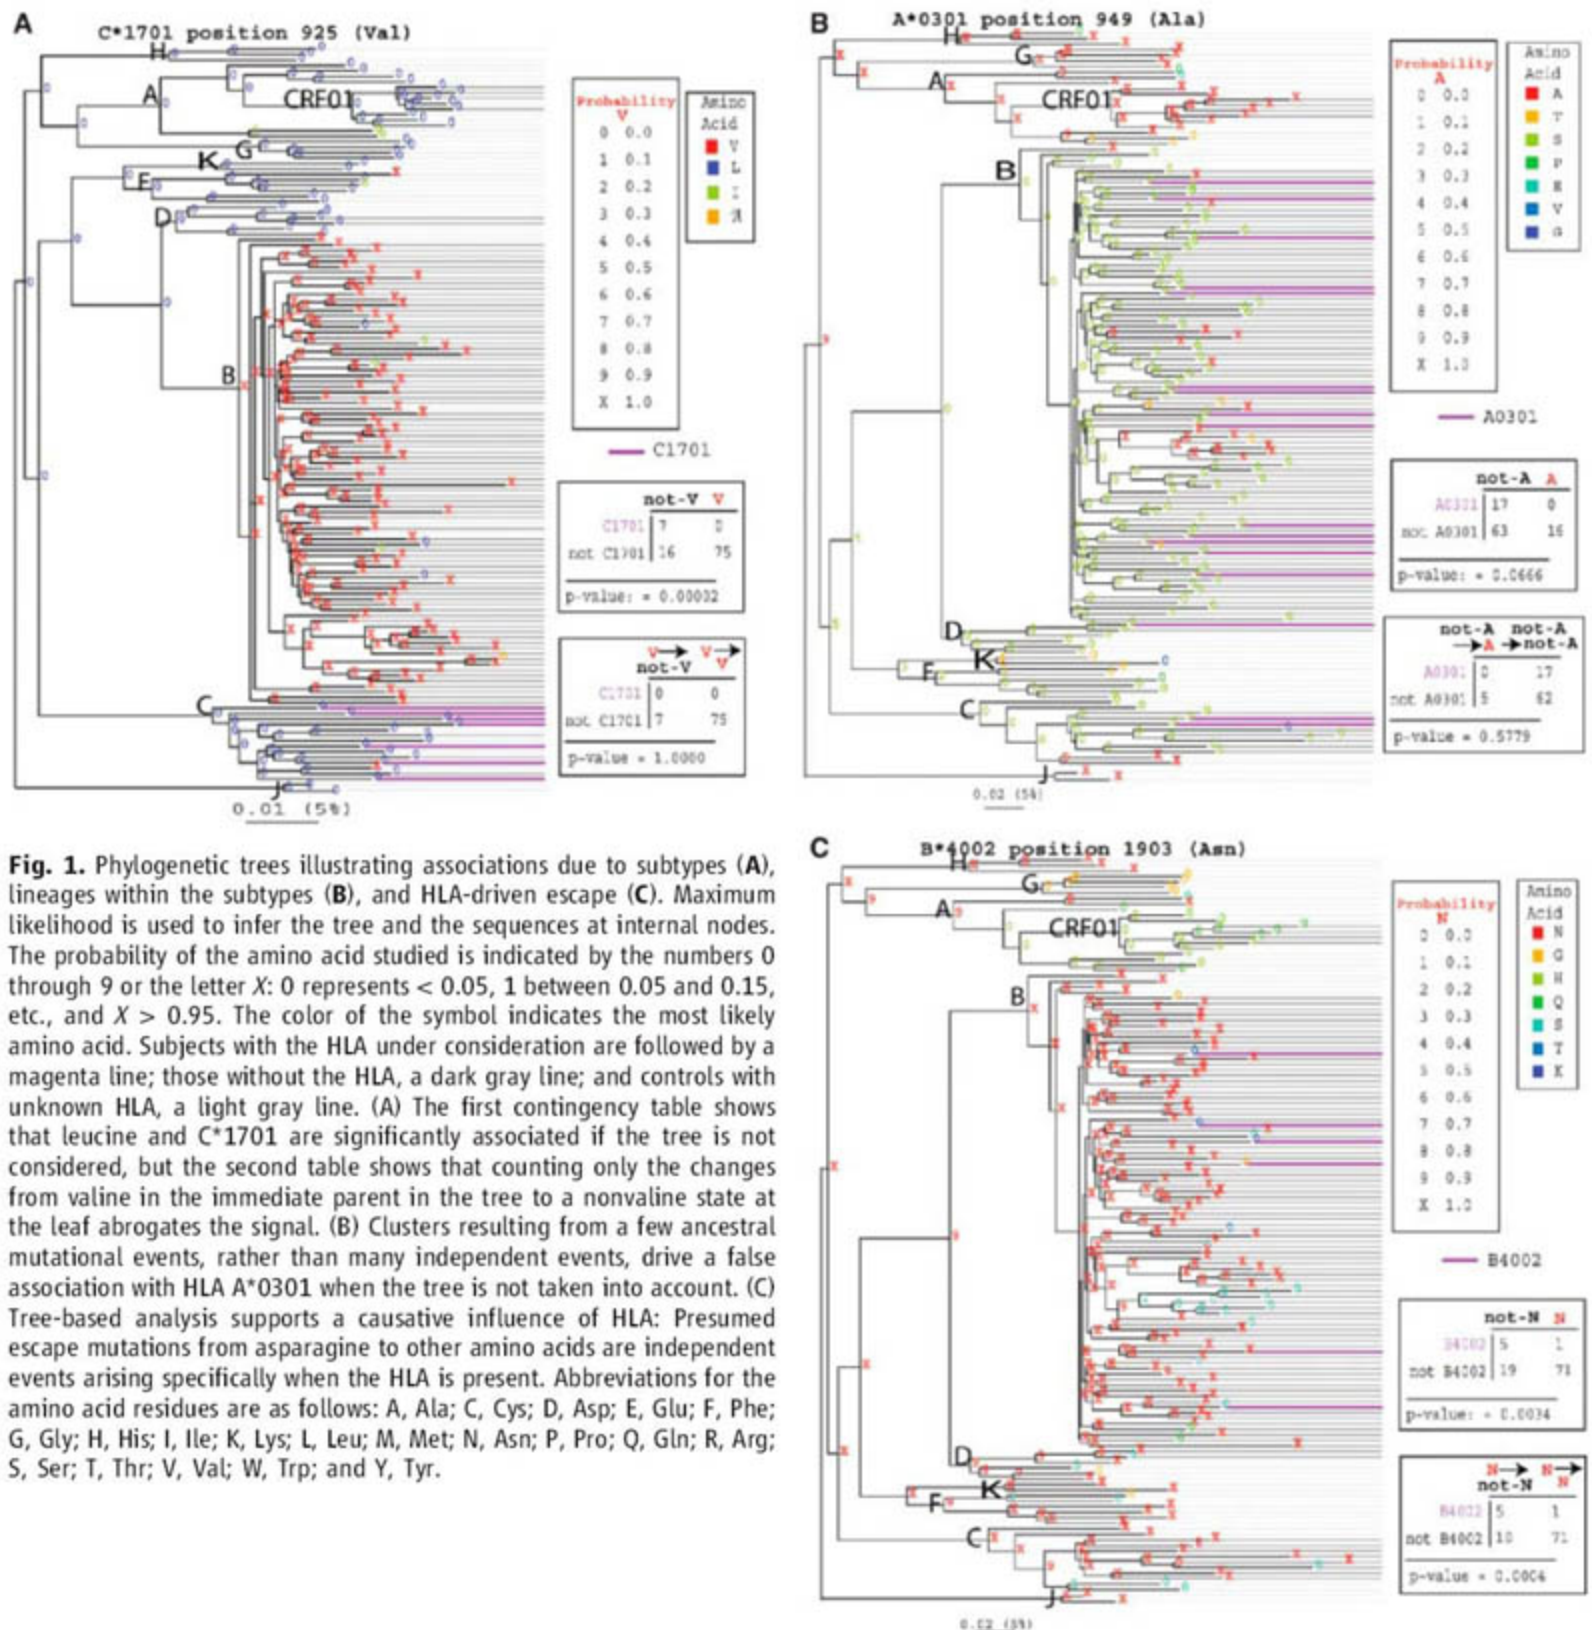 A
C*1701 position 925 (Val)
H
A
CRF01
G
K
F
D
B
C
J
0.01 (5%)
Probability
V
0 0.0
1 0.1
2 0.2
3 0.3
4 0.4
5 0.5
6 0.6
7 0.7
8 0.8
9 0.9
X 1.0
Amino
Acid
V
L
I
A
C1701
not-V V
C1701 7 0
not C1701 16 75
p-value: = 0.00002
V→ V→
not-V V
C1701 0 0
not C1701 7 75
p-value = 1.0000
B
A*0301 position 949 (Ala)
H
G
A
CRF01
B
D
K
F
C
J
0.02 (5%)
Probability
A
0 0.0
1 0.1
2 0.2
3 0.3
4 0.4
5 0.5
6 0.6
7 0.7
8 0.8
9 0.9
X 1.0
Amino
Acid
A
T
S
P
E
V
G
A0301
not-A A
A0301 17 0
not A0301 63 16
p-value: = 0.0666
not-A not-A
→A →not-A
A0301 0 17
not A0301 5 62
p-value = 0.5779
Fig. 1. Phylogenetic trees illustrating associations due to subtypes (A),
lineages within the subtypes (B), and HLA-driven escape (C). Maximum
likelihood is used to infer the tree and the sequences at internal nodes.
The probability of the amino acid studied is indicated by the numbers 0
through 9 or the letter X: 0 represents < 0.05, 1 between 0.05 and 0.15,
etc., and X > 0.95. The color of the symbol indicates the most likely
amino acid. Subjects with the HLA under consideration are followed by a
magenta line; those without the HLA, a dark gray line; and controls with
unknown HLA, a light gray line. (A) The first contingency table shows
that leucine and C*1701 are significantly associated if the tree is not
considered, but the second table shows that counting only the changes
from valine in the immediate parent in the tree to a nonvaline state at
the leaf abrogates the signal. (B) Clusters resulting from a few ancestral
mutational events, rather than many independent events, drive a false
association with HLA A*0301 when the tree is not taken into account. (C)
Tree-based analysis supports a causative influence of HLA: Presumed
escape mutations from asparagine to other amino acids are independent
events arising specifically when the HLA is present. Abbreviations for the
amino acid residues are as follows: A, Ala; C, Cys; D, Asp; E, Glu; F, Phe;
G, Gly; H, His; I, Ile; K, Lys; L, Leu; M, Met; N, Asn; P, Pro; Q, Gln; R, Arg;
S, Ser; T, Thr; V, Val; W, Trp; and Y, Tyr.
C
B*4002 position 1903 (Asn)
H
G
A
CRF01
B
D
K
F
C
J
0.02 (5%)
Probability
N
0 0.0
1 0.1
2 0.2
3 0.3
4 0.4
5 0.5
6 0.6
7 0.7
8 0.8
9 0.9
X 1.0
Amino
Acid
N
G
H
Q
S
T
K
B4002
not-N N
B4002 5 1
not B4002 19 71
p-value: = 0.0034
N→ N→
not-N N
B4002 5 1
not B4002 10 71
p-value = 0.0004